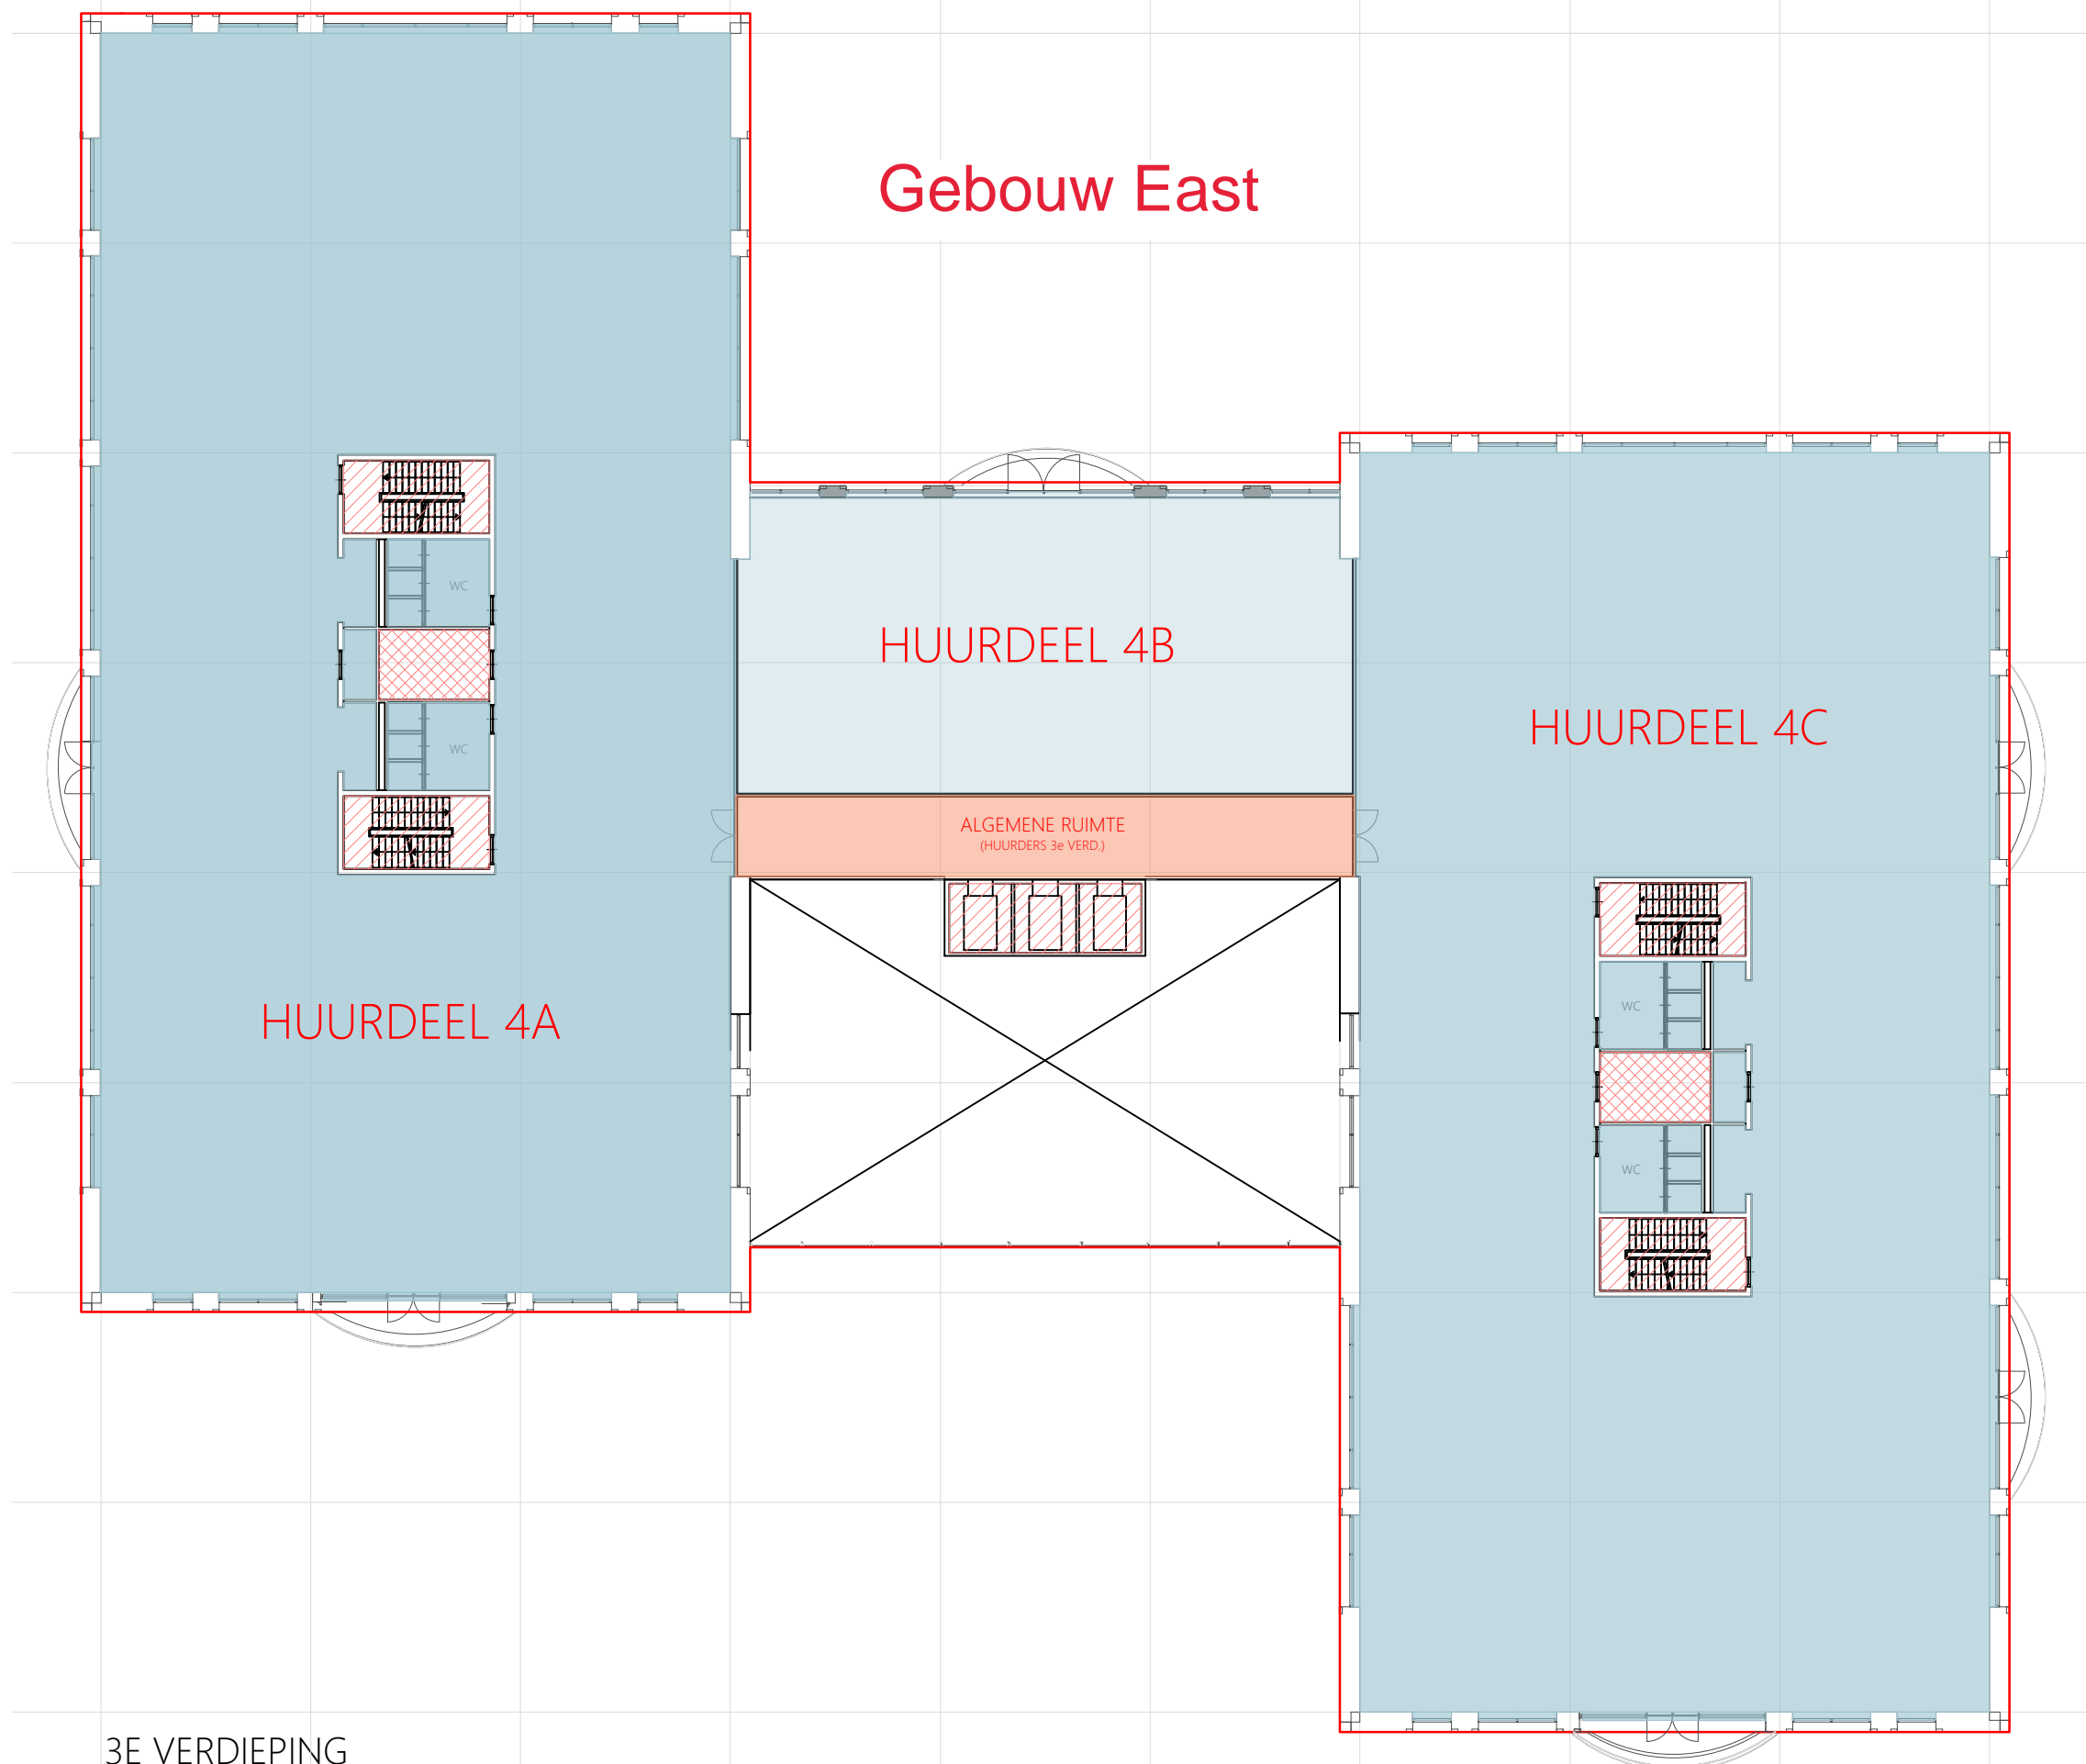 Gebouw East
WC
HUURDEEL 4B
HUURDEEL 4C
WC
ALGEMENE RUIMTE
(HUURDERS 3e VERD.)
HUURDEEL 4A
WC
WC
3E VERDIEPING